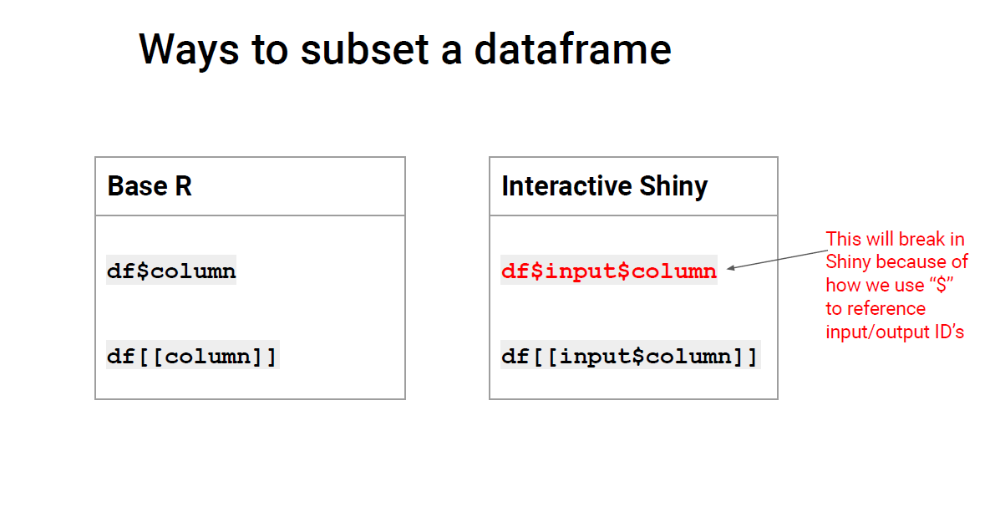 Ways to subset a dataframe
Base R
df$column
df[[column]]
Interactive Shiny
df$input$column
df[[input$column]]
This will break in
Shiny because of
how we use “$”
to reference
input/output ID’s